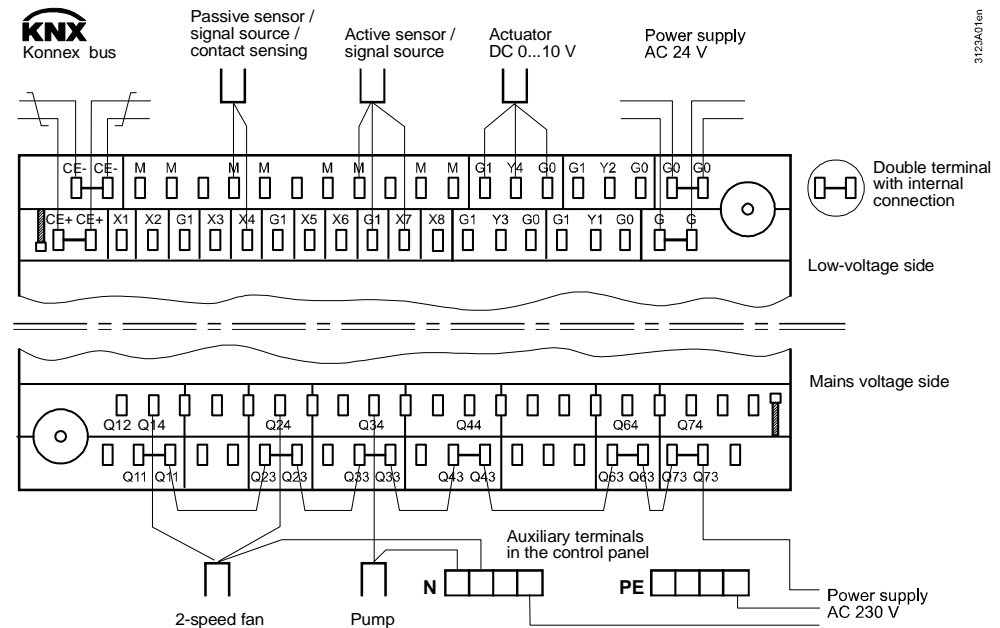 KNX
Konnex bus
Passive sensor /
signal source /
contact sensing
Active sensor /
signal source
Actuator
DC 0...10 V
Power supply
AC 24 V
3123A01en
CE- CE- M M M M M M M M G1 Y4 G0 G1 Y2 G0 G0 G0
Double terminal
with internal
connection
CE+ CE+ X1 X2 G1 X3 X4 G1 X5 X6 G1 X7 X8 G1 Y3 G0 G1 Y1 G0 G G
Low-voltage side
Mains voltage side
Q12 Q14 Q24 Q34 Q44 Q64 Q74
Q11 Q11 Q23 Q23 Q33 Q33 Q43 Q43 Q63 Q63 Q73 Q73
Auxiliary terminals
in the control panel
N
PE
2-speed fan
Pump
Power supply
AC 230 V